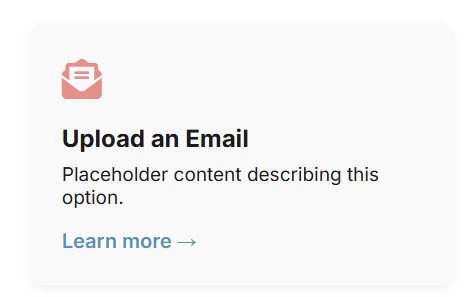 Upload an Email
Placeholder content describing this
option.
Learn more →